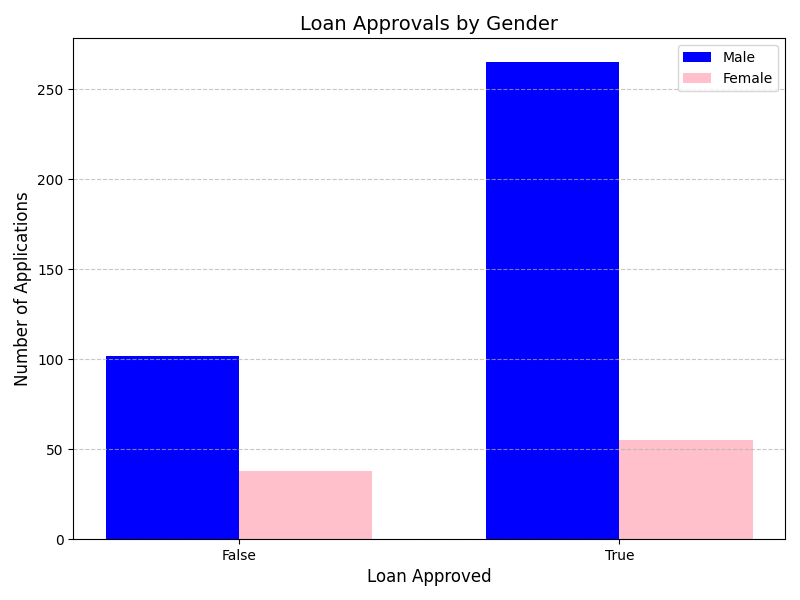 Loan Approvals by Gender
Male
Female
250
200
150
100
50
0
Number of Applications
False
True
Loan Approved